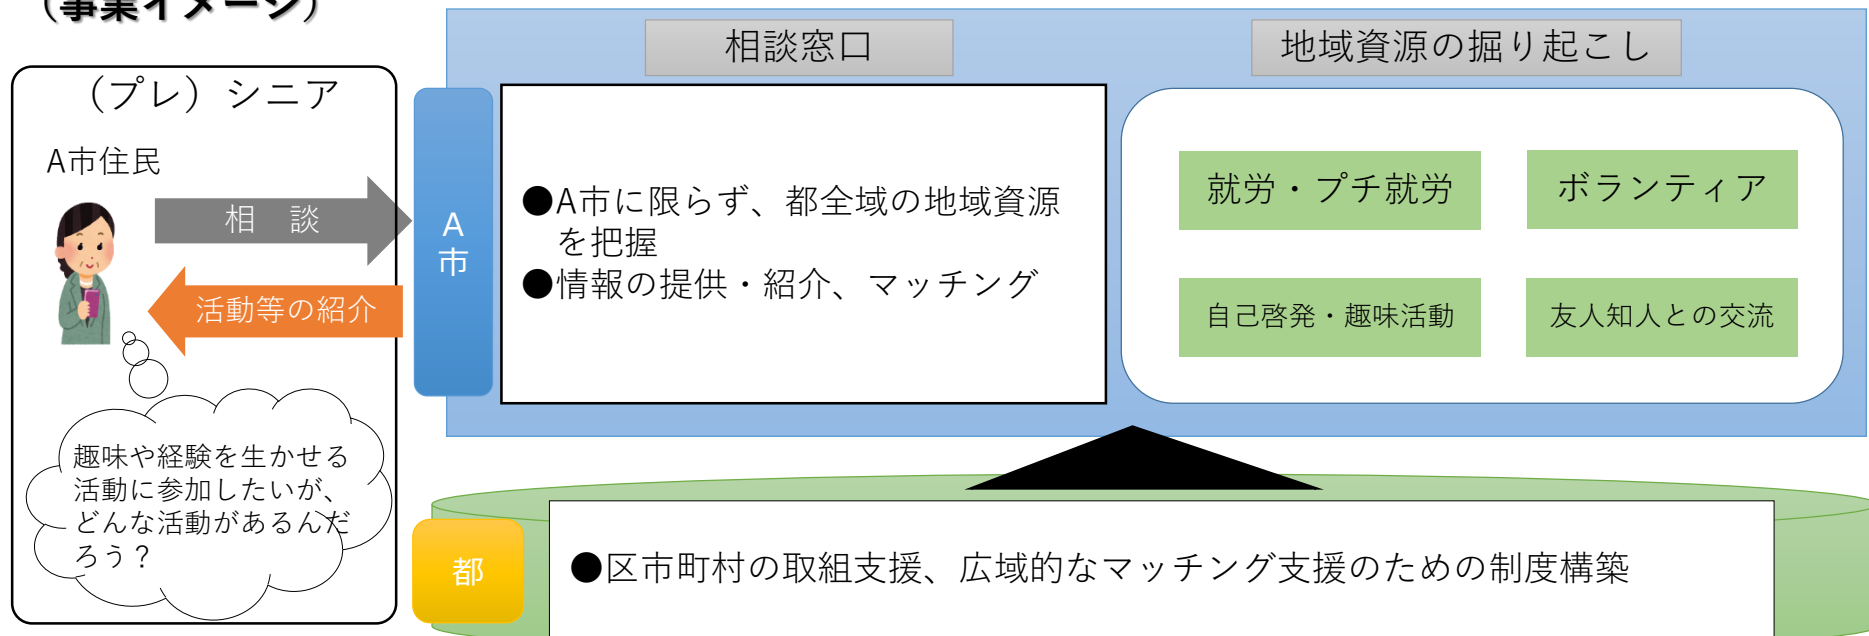 （事業イメージ）
（プレ）シニア
A市住民
相　談
活動等の紹介
趣味や経験を生かせる
活動に参加したいが、
どんな活動があるんだ
ろう？
A
市
相談窓口
●A市に限らず、都全域の地域資源
を把握
●情報の提供・紹介、マッチング
地域資源の掘り起こし
就労・プチ就労
ボランティア
自己啓発・趣味活動
友人知人との交流
都
●区市町村の取組支援、広域的なマッチング支援のための制度構築